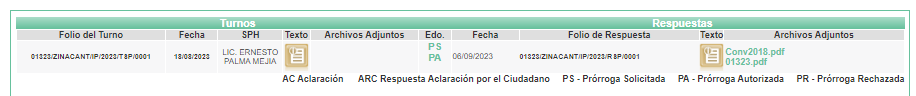 Turnos Respuestas
Folio del Turno Fecha SPH Texto Archivos Adjuntos Edo. Fecha Folio de Respuesta Texto Archivos Adjuntos
01323/ZINACANT/IP/2023/TSP/0001 18/08/2023 LIC. ERNESTO PALMA MEJIA PS PA 06/09/2023 01323/ZINACANT/IP/2023/RSP/0001 Conv2018.pdf 01323.pdf
AC Aclaración ARC Respuesta Aclaración por el Ciudadano PS - Prórroga Solicitada PA - Prórroga Autorizada PR - Prórroga Rechazada